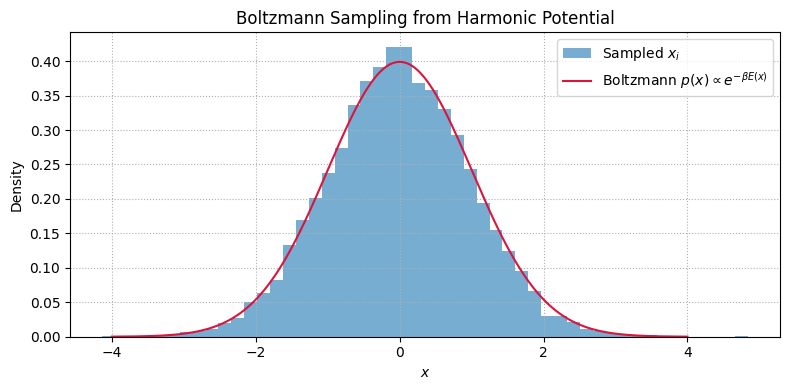 Boltzmann Sampling from Harmonic Potential
Sampled xᵢ
Boltzmann p(x) ∝ e^{−βE(x)}
Density
0.40
0.35
0.30
0.25
0.20
0.15
0.10
0.05
0.00
−4
−2
0
2
4
x